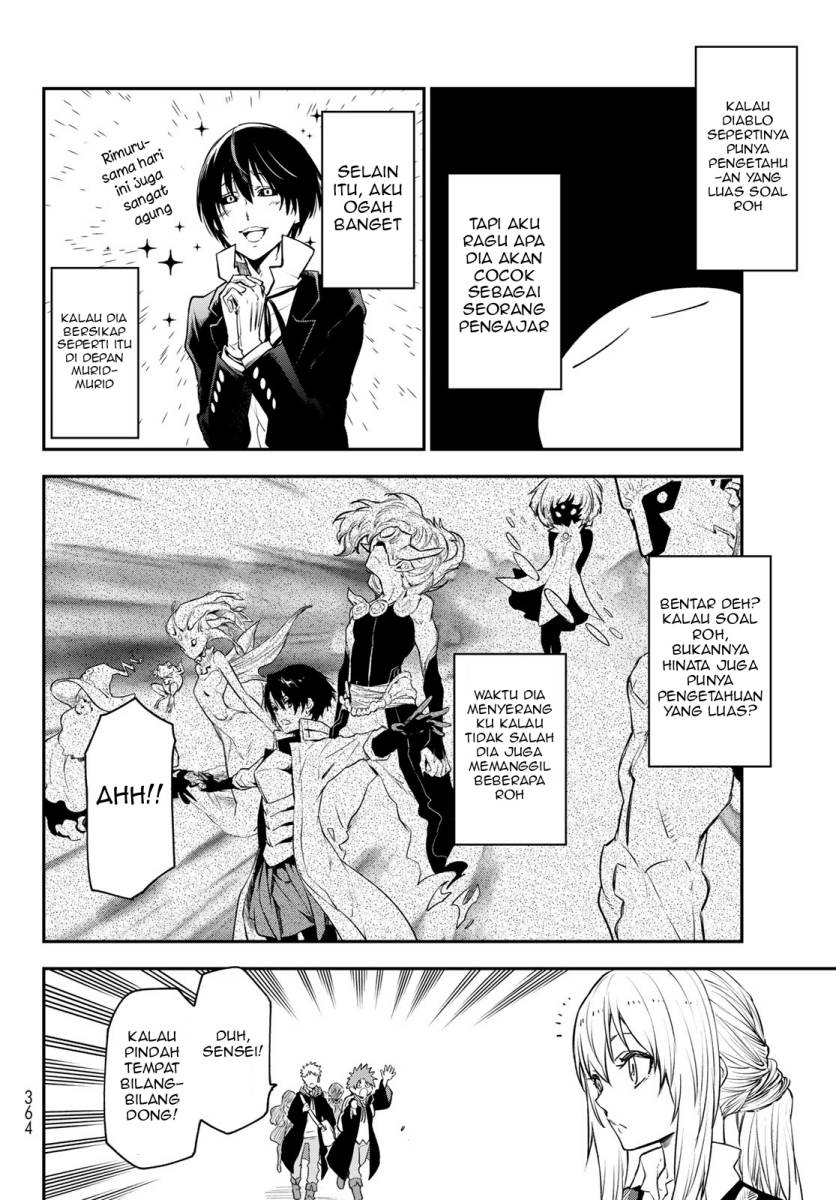 KALAU
DIABLO
SEPERTINYA
PUNYA
PENGETAHU
-AN YANG
LUAS SOAL
ROH
TAPI AKU
RAGU APA
DIA AKAN
COCOK
SEBAGAI
SEORANG
PENGAJAR
SELAIN
ITU, AKU
OGAH
BANGET
Rimuru-
sama hari
ini juga
sangat
agung
KALAU DIA
BERSIKAP
SEPERTI ITU
DI DEPAN
MURID-
MURID
BENTAR DEH?
KALAU SOAL
ROH,
BUKANNYA
HINATA JUGA
PUNYA
PENGETAHUAN
YANG LUAS?
WAKTU DIA
MENYERANG
KU KALAU
TIDAK SALAH
DIA JUGA
MEMANGGIL
BEBERAPA
ROH
AHH!!
DUH,
SENSEI!
KALAU
PINDAH
TEMPAT
BILANG-
BILANG
DONG!
364